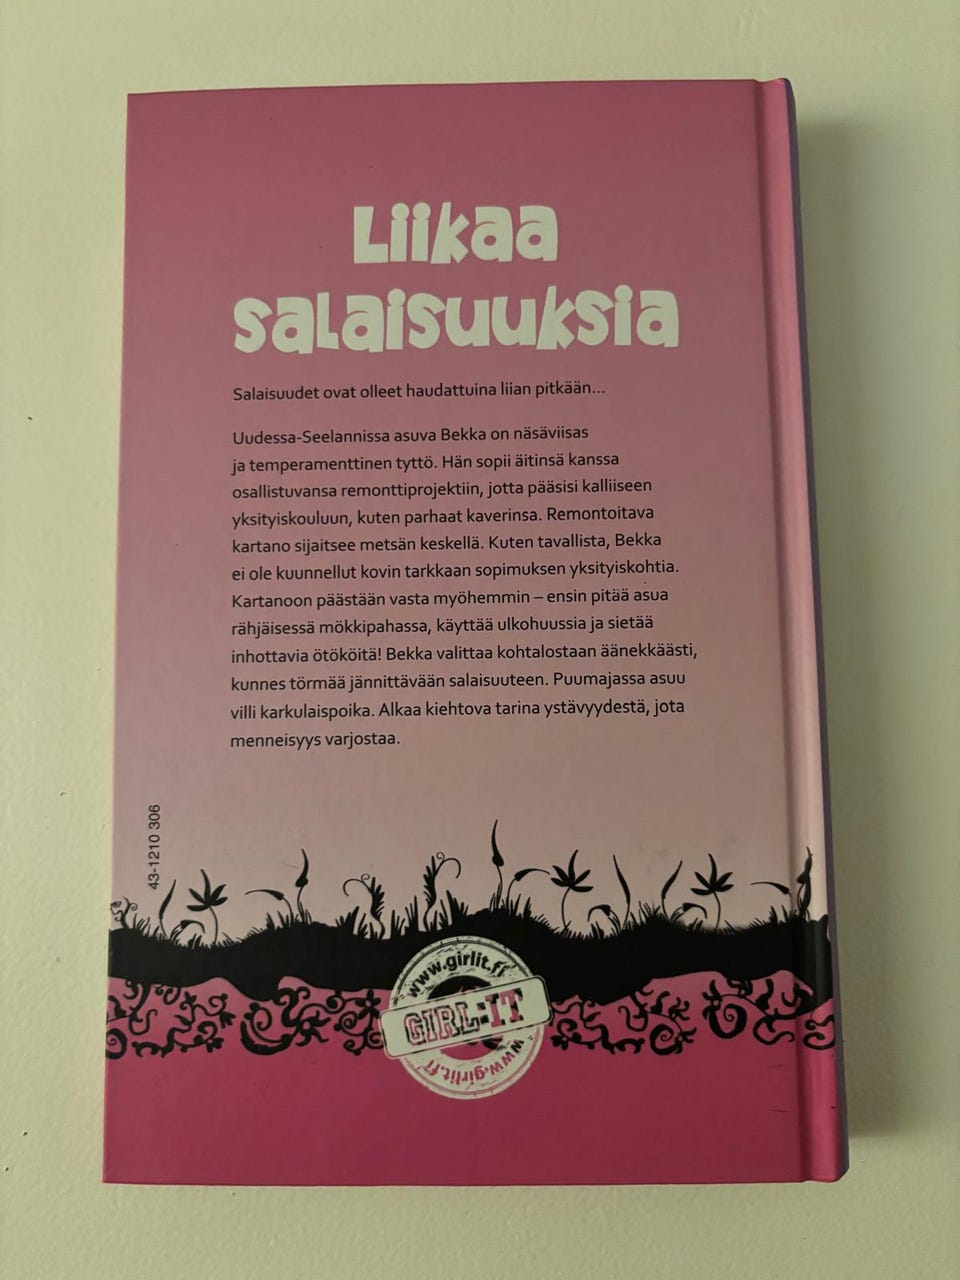 Liikaa
salaisuuksia
Salaisuudet ovat olleet haudattuina liian pitkään...
Uudessa-Seelannissa asuva Bekka on näsäviisas
ja temperamenttinen tyttö. Hän sopii äitinsä kanssa
osallistuvansa remonttiprojektiin, jotta pääsisi kalliiseen
yksityiskouluun, kuten parhaat kaverinsa. Remontoitava
kartano sijaitsee metsän keskellä. Kuten tavallista, Bekka
ei ole kuunnellut kovin tarkkaan sopimuksen yksityiskohtia.
Kartanoon päästään vasta myöhemmin – ensin pitää asua
rähjäisessä mökkipahassa, käyttää ulkohuussia ja sietää
inhottavia ötököitä! Bekka valittaa kohtalostaan äänekkäästi,
kunnes törmää jännittävään salaisuuteen. Puumajassa asuu
villi karkulaispoika. Alkaa kiehtova tarina ystävyydestä, jota
menneisyys varjostaa.
43-1210 306
www.girlit.fi
GIRL:IT
www.girlit.fi